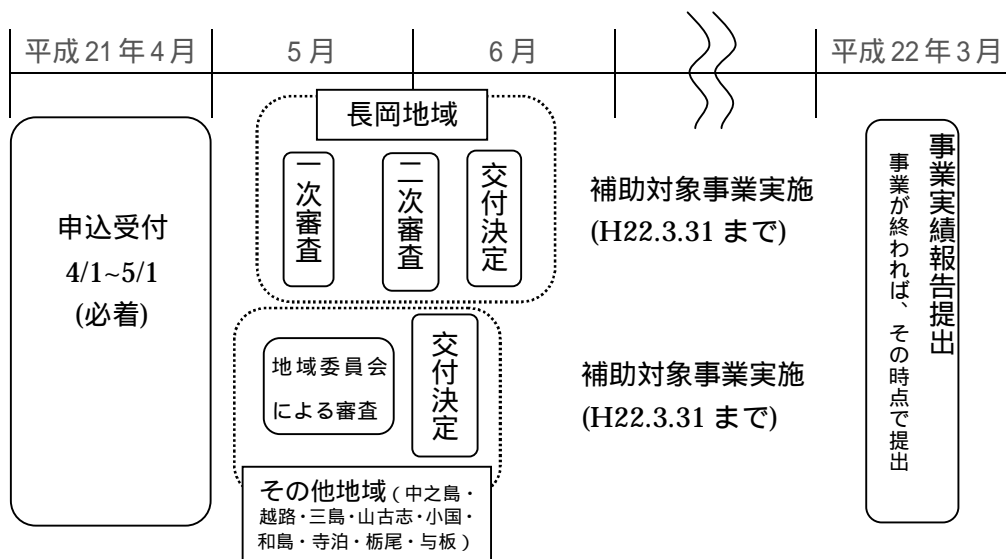 平成21年4月
5月
6月
平成22年3月
申込受付
4/1~5/1
(必着)
長岡地域
一次審査
二次審査
交付決定
補助対象事業実施
(H22.3.31 まで)
地域委員会
による審査
交付決定
その他地域(中之島・
越路・三島・山古志・小国・
和島・寺泊・栃尾・与板)
補助対象事業実施
(H22.3.31 まで)
事業実績報告提出
事業が終われば、その時点で提出